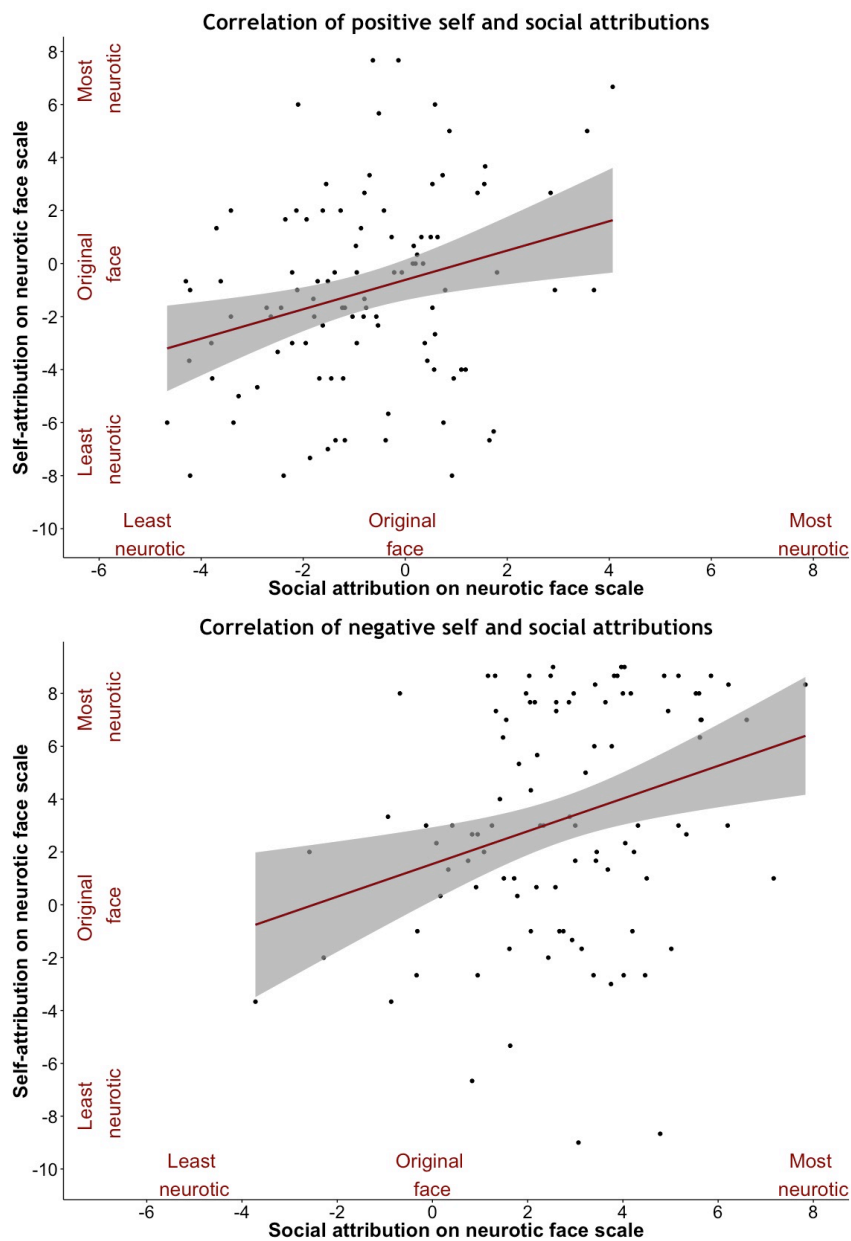 Correlation of positive self and social attributions
Self-attribution on neurotic face scale
Most
neurotic
Original
face
Least
neurotic
8
6
4
2
0
-2
-4
-6
-8
-10
Least
neurotic
Original
face
Most
neurotic
-6 -4 -2 0 2 4 6 8
Social attribution on neurotic face scale
Correlation of negative self and social attributions
Self-attribution on neurotic face scale
Most
neurotic
Original
face
Least
neurotic
8
6
4
2
0
-2
-4
-6
-8
-10
Least
neurotic
Original
face
Most
neurotic
-6 -4 -2 0 2 4 6 8
Social attribution on neurotic face scale